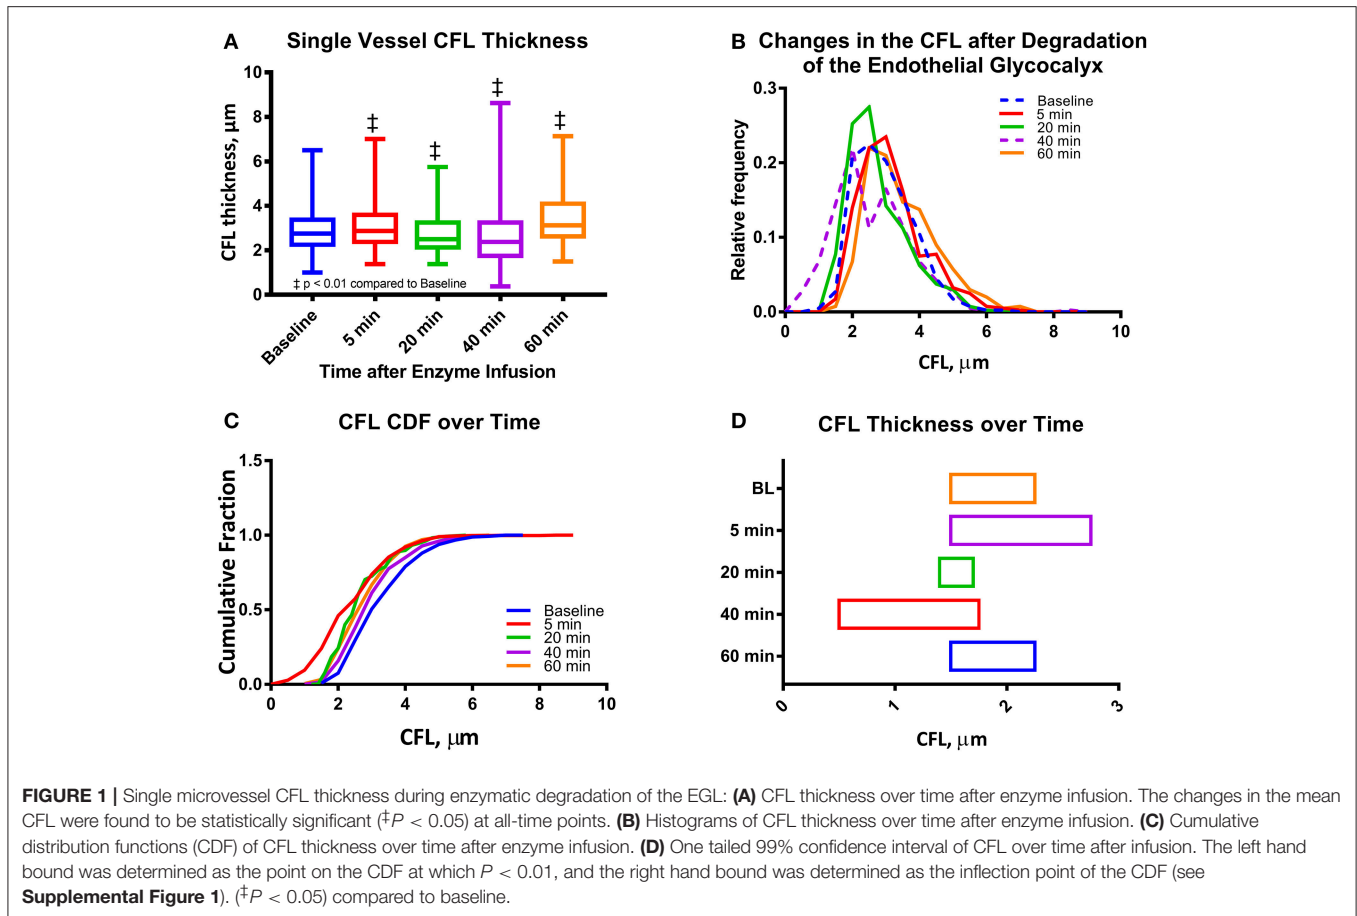 A Single Vessel CFL Thickness
CFL thickness, μm
10
8
6
4
2
0
‡
‡
‡
‡
‡ p < 0.01 compared to Baseline
Baseline
5 min
20 min
40 min
60 min
Time after Enzyme Infusion
B Changes in the CFL after Degradation
of the Endothelial Glycocalyx
Relative frequency
0.3
0.2
0.1
0.0
Baseline
5 min
20 min
40 min
60 min
0 2 4 6 8 10
CFL, μm
C CFL CDF over Time
Cumulative Fraction
1.5
1.0
0.5
0.0
Baseline
5 min
20 min
40 min
60 min
0 2 4 6 8 10
CFL, μm
D CFL Thickness over Time
BL
5 min
20 min
40 min
60 min
0 1 2 3
CFL, μm
FIGURE 1 | Single microvessel CFL thickness during enzymatic degradation of the EGL: (A) CFL thickness over time after enzyme infusion. The changes in the mean
CFL were found to be statistically significant (‡P < 0.05) at all-time points. (B) Histograms of CFL thickness over time after enzyme infusion. (C) Cumulative
distribution functions (CDF) of CFL thickness over time after enzyme infusion. (D) One tailed 99% confidence interval of CFL over time after infusion. The left hand
bound was determined as the point on the CDF at which P < 0.01, and the right hand bound was determined as the inflection point of the CDF (see
Supplemental Figure 1). (‡P < 0.05) compared to baseline.